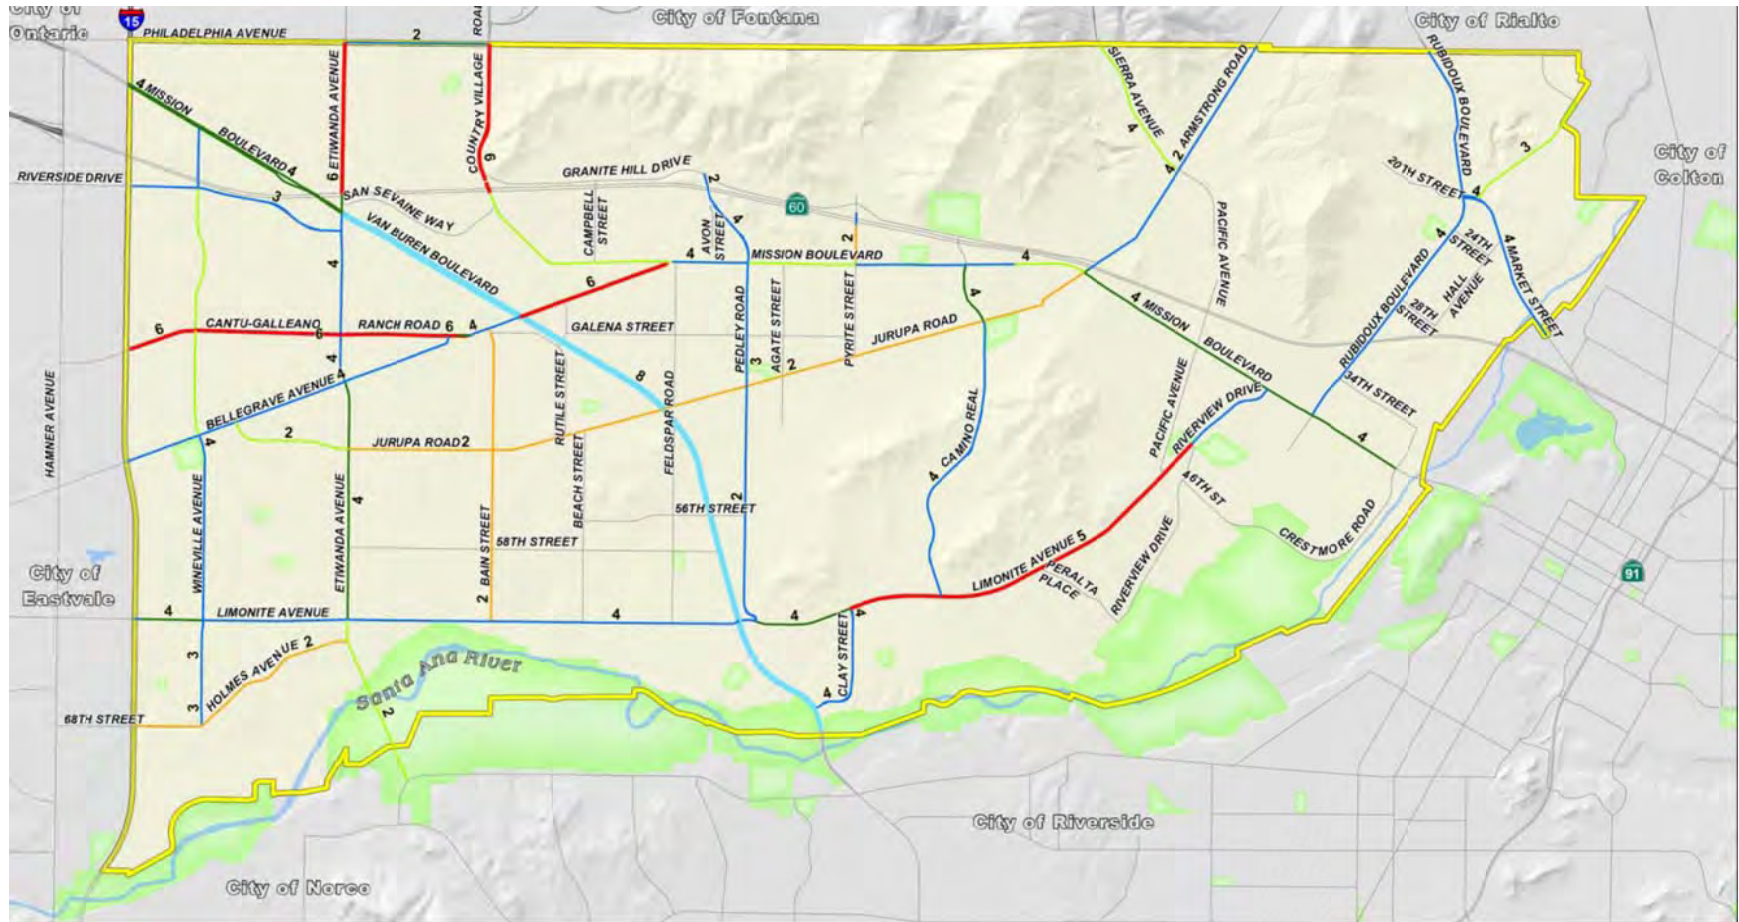 City of
Ontario
15
PHILADELPHIA AVENUE
2
ROAD
City of Fontana
City of Rialto
4 MISSION
BOULEVARD 4
6 ETIWANDA AVENUE
COUNTRY VILLAGE
6
SIERRA AVENUE
4
4 2 ARMSTRONG ROAD
RUBIDOUX BOULEVARD
3
City of
Colton
RIVERSIDE DRIVE
3
SAN SEVAINE WAY
GRANITE HILL DRIVE
2
60
20TH STREET
4
VAN BUREN BOULEVARD
CAMPBELL
STREET
AVON
STREET
4
2
PACIFIC AVENUE
4
24TH
STREET
4 MARKET STREET
4
4
MISSION BOULEVARD
4
HALL
AVENUE
28TH
STREET
RUBIDOUX BOULEVARD
6
6
CANTU-GALLEANO
6
RANCH ROAD
6
4
GALENA STREET
PEDLEY ROAD
AGATE STREET
PYRITE STREET
JURUPA ROAD
4
4 MISSION
BOULEVARD
4
3
2
8
HAMNER AVENUE
BELLEGRAVE AVENUE
4
RUTILE STREET
FELDSPAR ROAD
34TH STREET
PACIFIC AVENUE
RIVERVIEW DRIVE
4
4
2
JURUPA ROAD
2
BEACH STREET
CAMINO REAL
4
46TH ST
WINEVILLE AVENUE
ETIWANDA AVENUE
4
BAIN STREET
2
56TH STREET
2
58TH STREET
CRESTMORE ROAD
LIMONITE AVENUE
5
PERALTA
PLACE
RIVERVIEW DRIVE
91
City of
Eastvale
4
LIMONITE AVENUE
4
4
4
CLAY STREET
4
3
3
HOLMES AVENUE
2
68TH STREET
Santa Ana River
2
City of Riverside
City of Norco